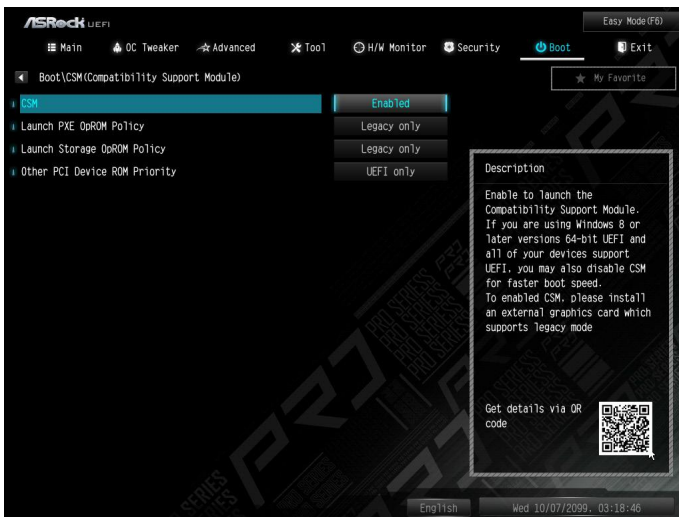 ASRock UEFI
Easy Mode(F6)
Main OC Tweaker Advanced Tool H/W Monitor Security Boot Exit
Boot\CSM(Compatibility Support Module)
My Favorite
CSM Enabled
Launch PXE OpROM Policy Legacy only
Launch Storage OpROM Policy Legacy only
Other PCI Device ROM Priority UEFI only
Description
Enable to launch the
Compatibility Support Module.
If you are using Windows 8 or
later versions 64-bit UEFI and
all of your devices support
UEFI, you may also disable CSM
for faster boot speed.
To enabled CSM, please install
an external graphics card which
supports legacy mode
Get details via QR
code
English
Wed 10/07/2099, 03:18:46